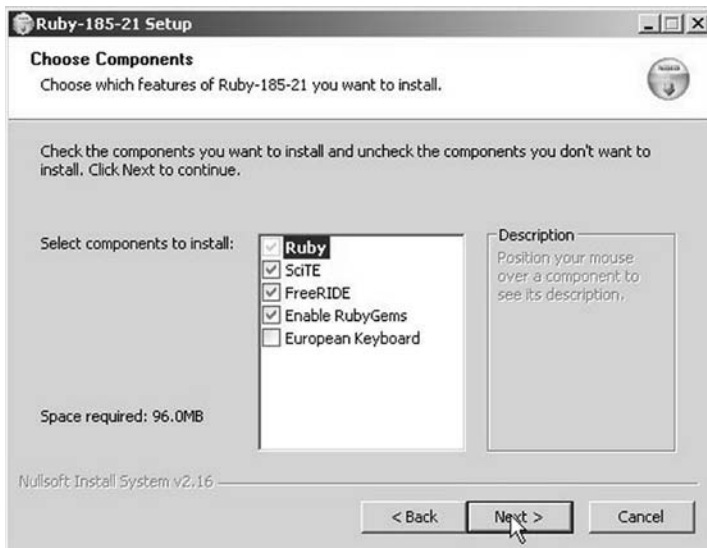 Ruby-185-21 Setup
Choose Components
Choose which features of Ruby-185-21 you want to install.
Check the components you want to install and uncheck the components you don't want to
install. Click Next to continue.
Select components to install:
Ruby
SciTE
FreeRIDE
Enable RubyGems
European Keyboard
Description
Position your mouse
over a component to
see its description.
Space required: 96.0MB
Nullsoft Install System v2.16
< Back
Next >
Cancel